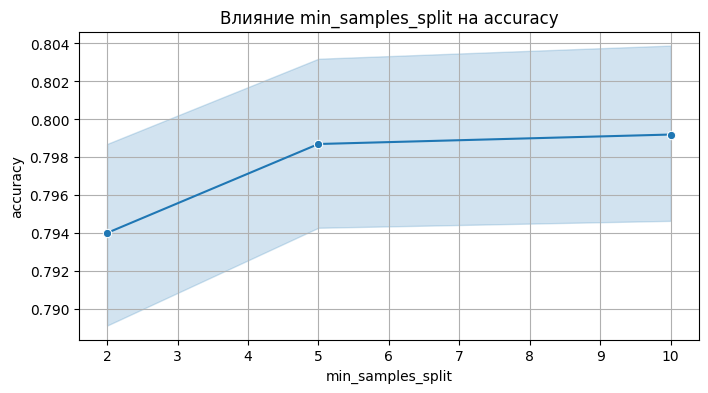 Влияние min_samples_split на accuracy
0.804
0.802
0.800
0.798
0.796
0.794
0.792
0.790
accuracy
2 3 4 5 6 7 8 9 10
min_samples_split